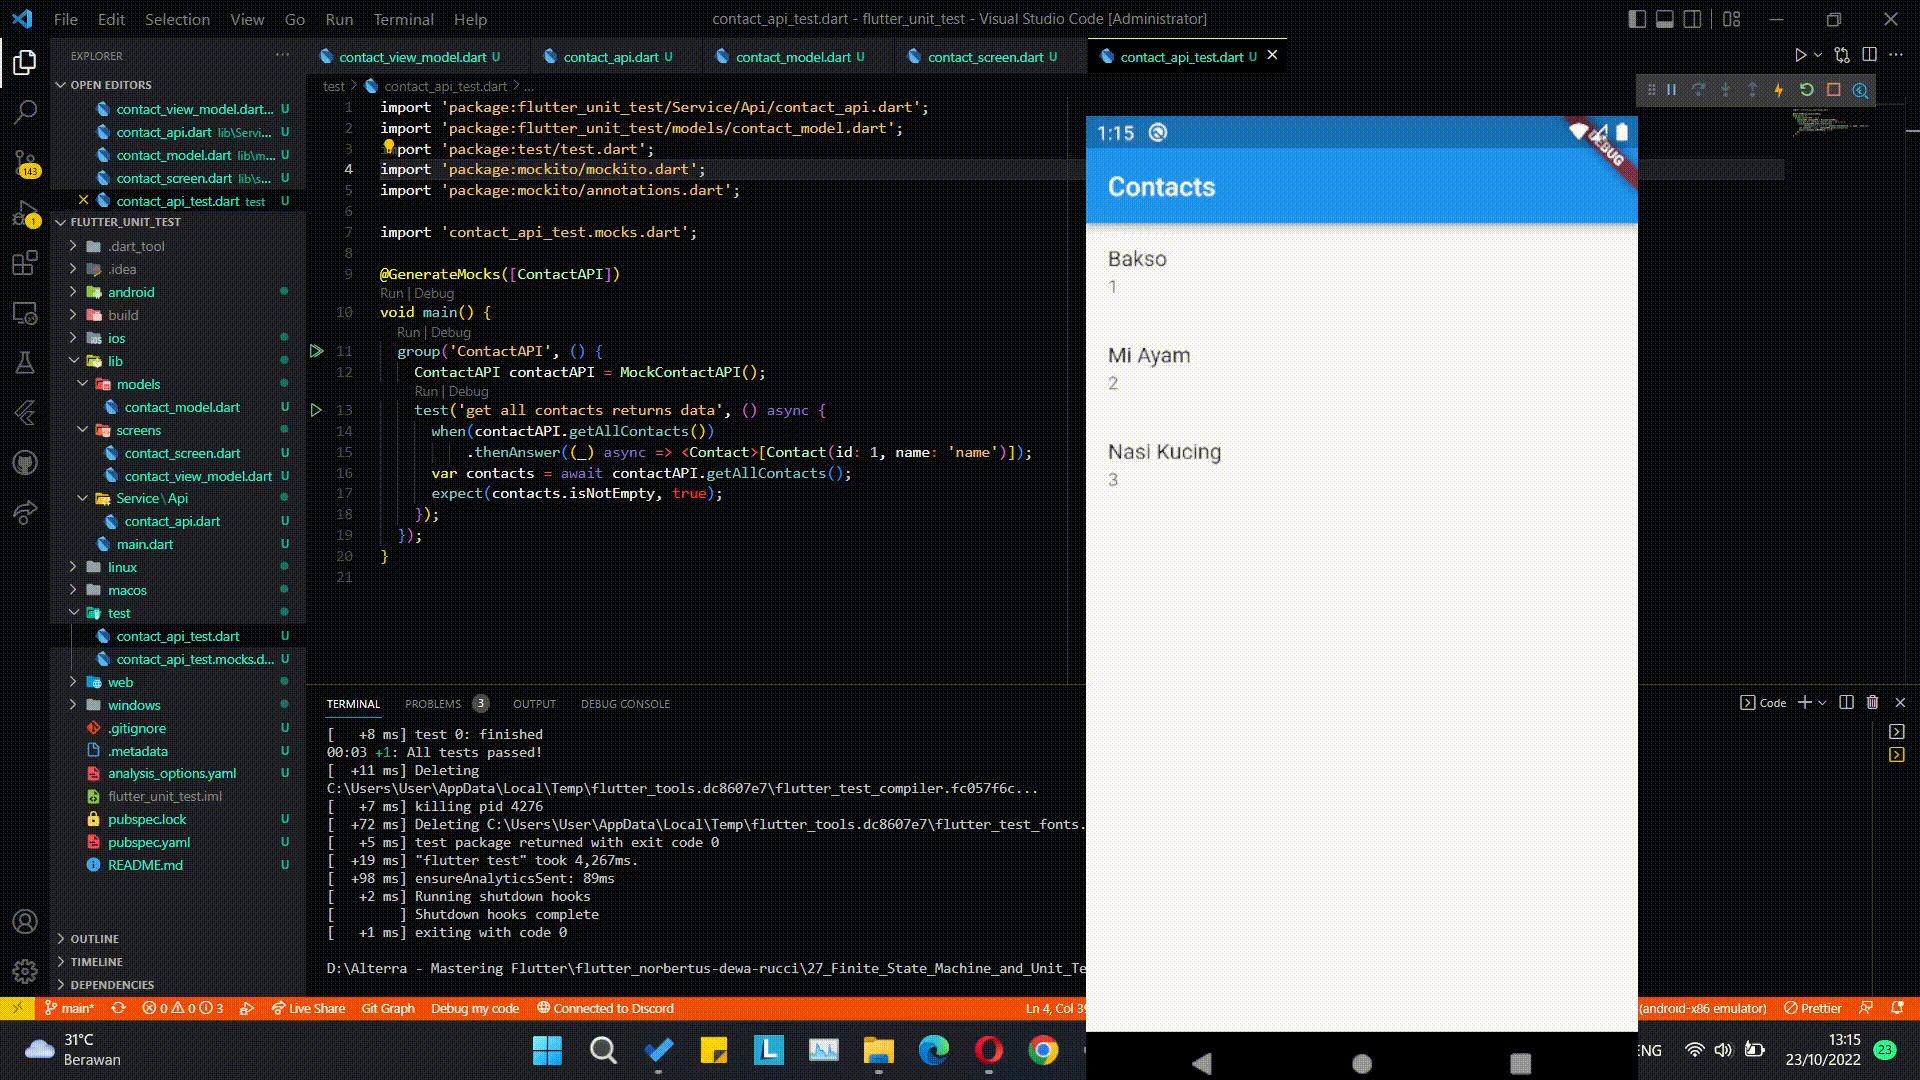 File Edit Selection View Go Run Terminal Help
contact_api_test.dart - flutter_unit_test - Visual Studio Code [Administrator]
EXPLORER
OPEN EDITORS
contact_view_model.dart... U
contact_api.dart lib\Servi... U
contact_model.dart lib\m... U
contact_screen.dart lib\s... U
contact_api_test.dart test U
FLUTTER_UNIT_TEST
.dart_tool
.idea
android
build
ios
lib
models
contact_model.dart U
screens
contact_screen.dart U
contact_view_model.dart U
Service\Api
contact_api.dart U
main.dart U
linux
macos
test
contact_api_test.dart U
contact_api_test.mocks.d... U
web
windows
.gitignore U
.metadata U
analysis_options.yaml U
flutter_unit_test.iml
pubspec.lock U
pubspec.yaml U
README.md U
OUTLINE
TIMELINE
DEPENDENCIES
143
1
contact_view_model.dart U contact_api.dart U contact_model.dart U contact_screen.dart U contact_api_test.dart U
test > contact_api_test.dart > ...
1 import 'package:flutter_unit_test/Service/Api/contact_api.dart';
2 import 'package:flutter_unit_test/models/contact_model.dart';
3 import 'package:test/test.dart';
4 import 'package:mockito/mockito.dart';
5 import 'package:mockito/annotations.dart';
6
7 import 'contact_api_test.mocks.dart';
8
9 @GenerateMocks([ContactAPI])
Run | Debug
10 void main() {
Run | Debug
11 group('ContactAPI', () {
12 ContactAPI contactAPI = MockContactAPI();
Run | Debug
13 test('get all contacts returns data', () async {
14 when(contactAPI.getAllContacts())
15 .thenAnswer((_) async => <Contact>[Contact(id: 1, name: 'name')]);
16 var contacts = await contactAPI.getAllContacts();
17 expect(contacts.isNotEmpty, true);
18 });
19 });
20 }
21
TERMINAL PROBLEMS 3 OUTPUT DEBUG CONSOLE
Code
[ +8 ms] test 0: finished
00:03 +1: All tests passed!
[ +11 ms] Deleting
C:\Users\User\AppData\Local\Temp\flutter_tools.dc8607e7\flutter_test_compiler.fc057f6c...
[ +7 ms] killing pid 4276
[ +72 ms] Deleting C:\Users\User\AppData\Local\Temp\flutter_tools.dc8607e7\flutter_test_fonts.
[ +5 ms] test package returned with exit code 0
[ +19 ms] "flutter test" took 4,267ms.
[ +98 ms] ensureAnalyticsSent: 89ms
[ +2 ms] Running shutdown hooks
[ ] Shutdown hooks complete
[ +1 ms] exiting with code 0
D:\Alterra - Mastering Flutter\flutter_norbertus-dewa-rucci\27_Finite_State_Machine_and_Unit_Te
1:15
DEBUG
Contacts
Bakso
1
Mi Ayam
2
Nasi Kucing
3
main* 0 0 3 Live Share Git Graph Debug my code Connected to Discord Ln 4, Col 39 (android-x86 emulator) Prettier
31°C
Berawan
ENG
13:15
23/10/2022
23